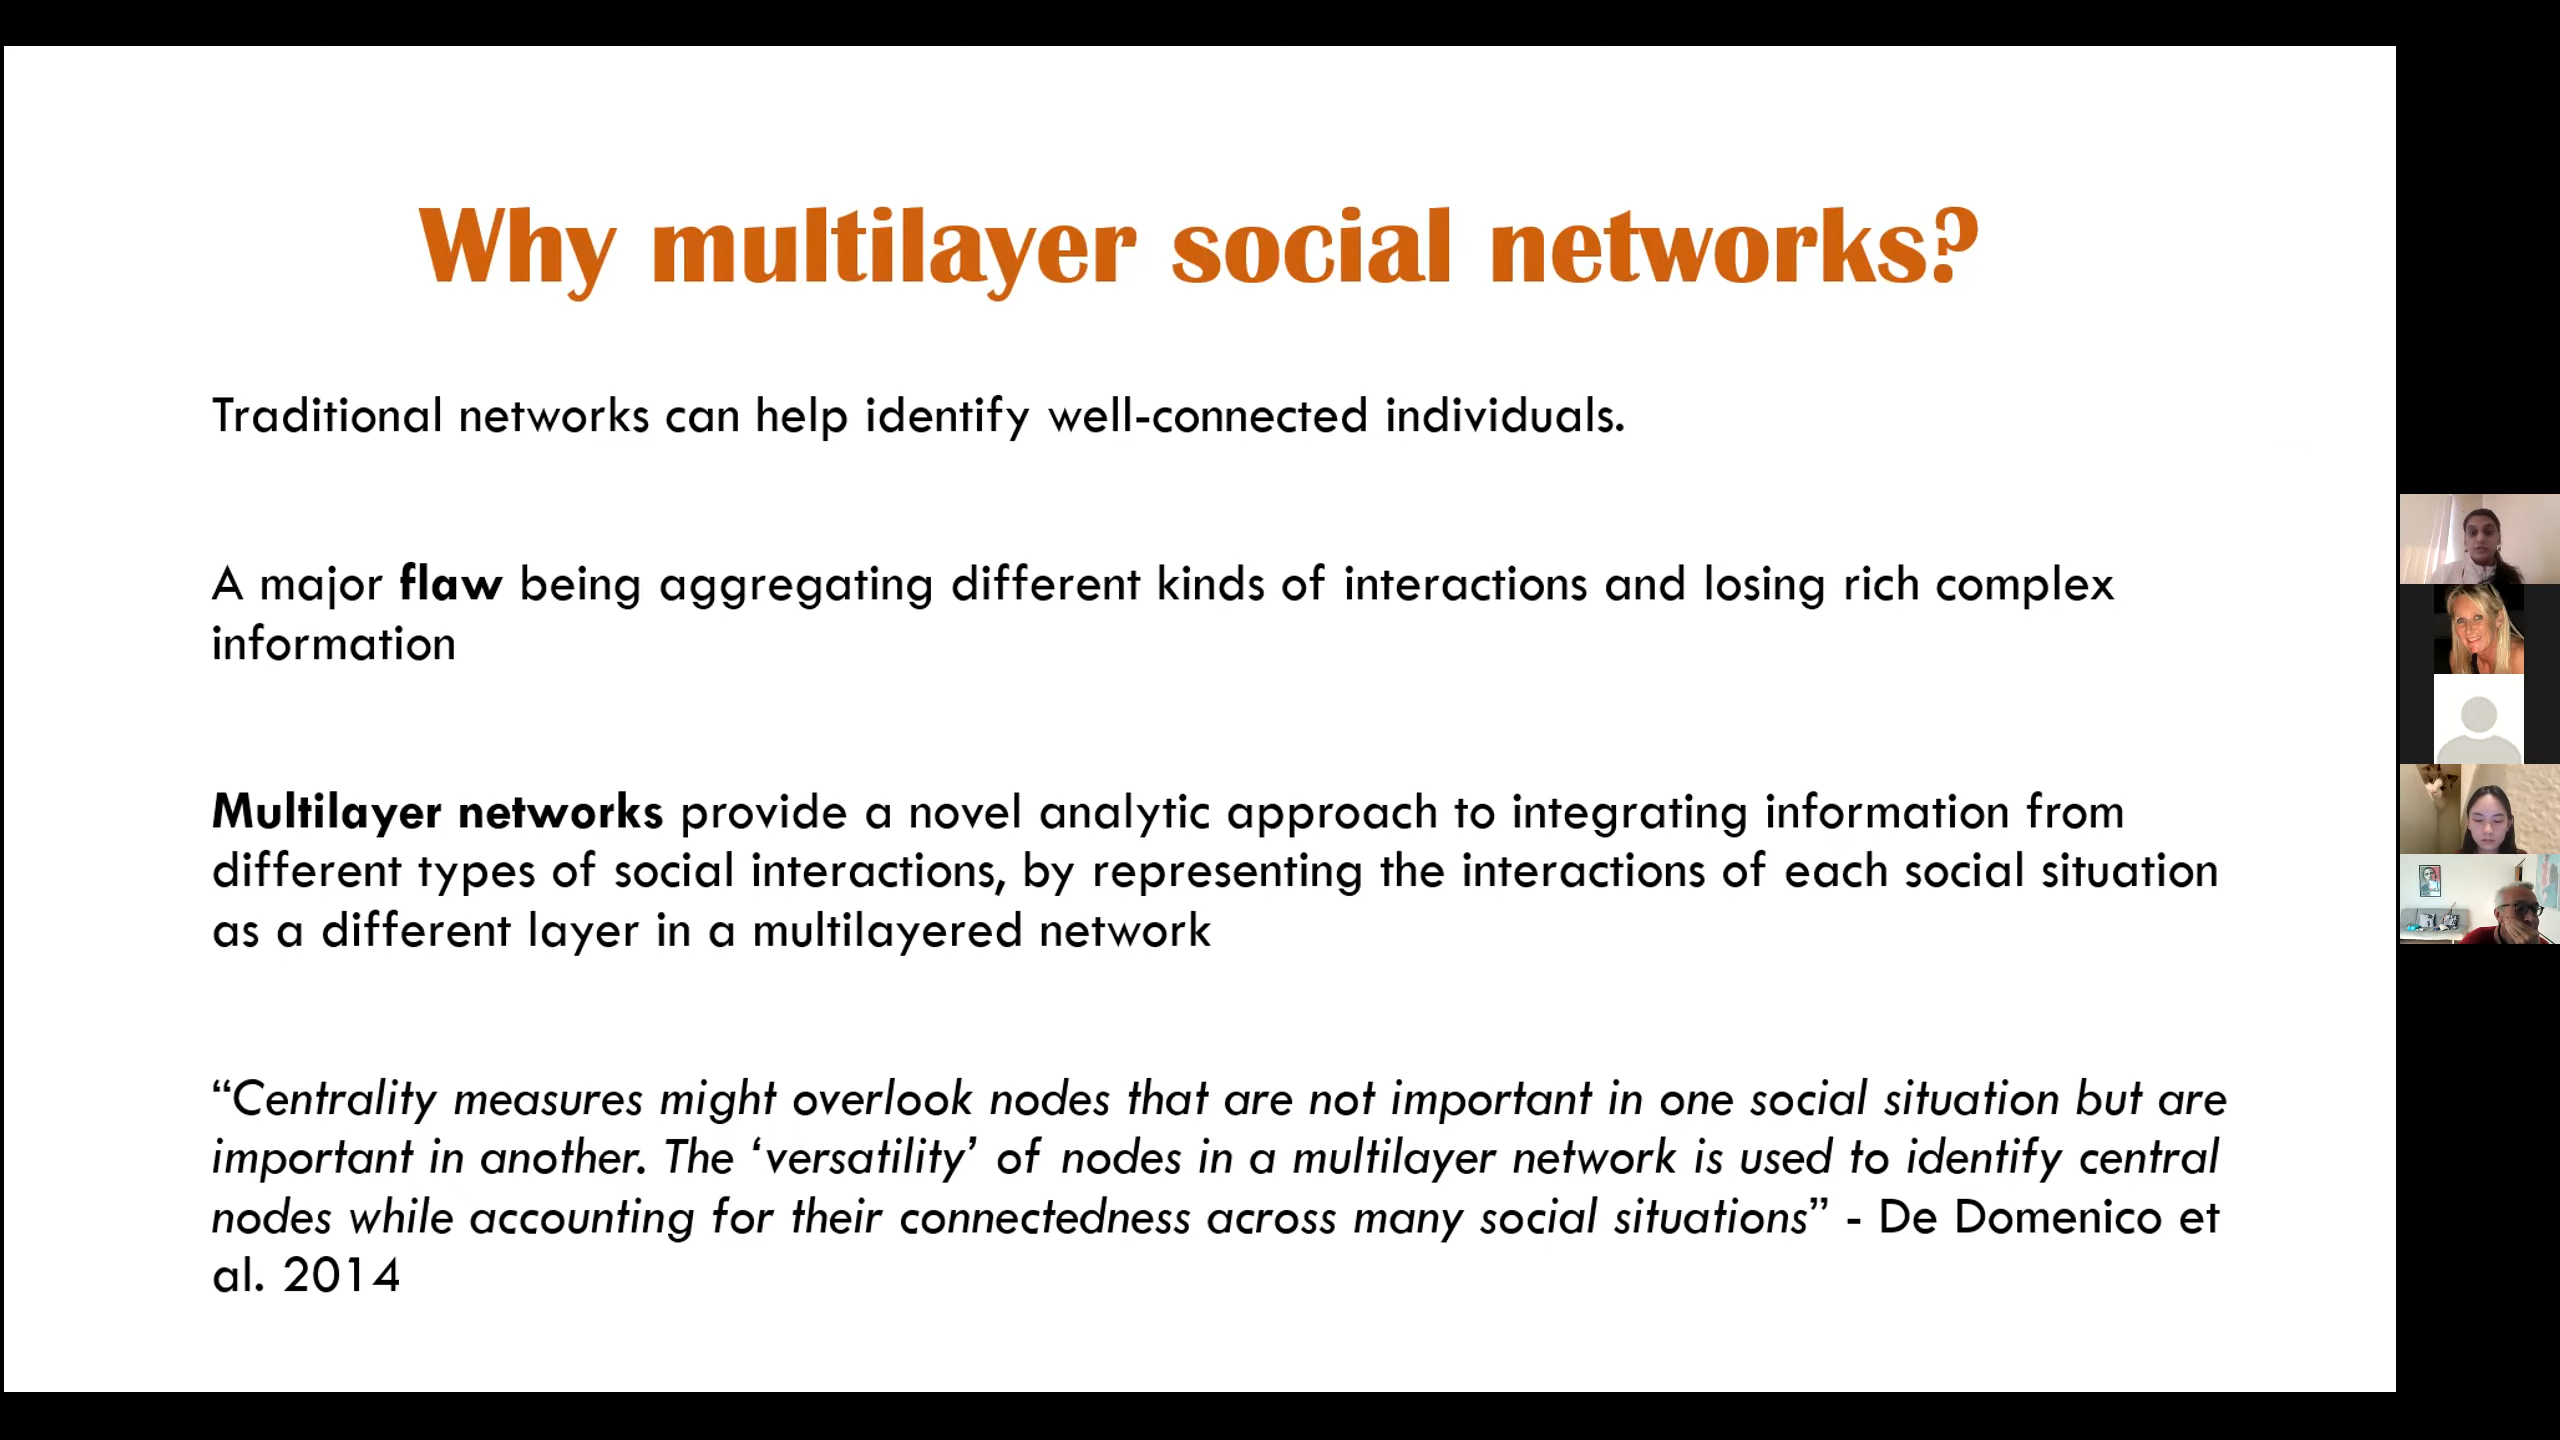 Why multilayer social networks?
Traditional networks can help identify well-connected individuals.
A major flaw being aggregating different kinds of interactions and losing rich complex
information
Multilayer networks provide a novel analytic approach to integrating information from
different types of social interactions, by representing the interactions of each social situation
as a different layer in a multilayered network
“Centrality measures might overlook nodes that are not important in one social situation but are
important in another. The ‘versatility’ of nodes in a multilayer network is used to identify central
nodes while accounting for their connectedness across many social situations” - De Domenico et
al. 2014